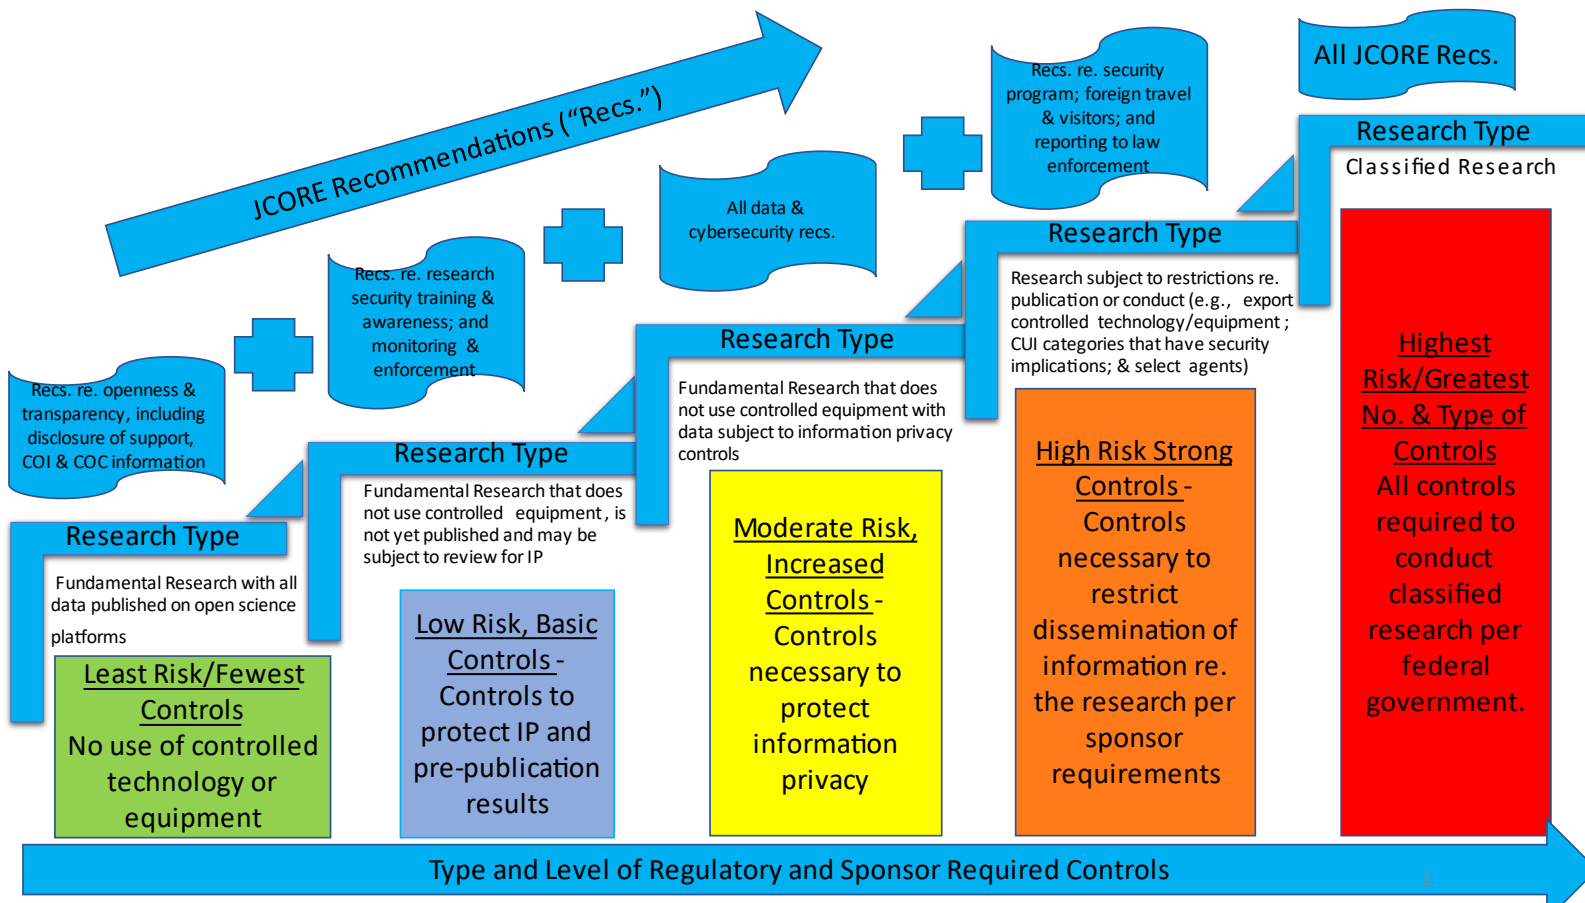 JCORE Recommendations (“Recs.”)
Recs. re. openness &
transparency, including
disclosure of support,
COI & COC information
Recs. re. research
security training &
awareness; and
monitoring &
enforcement
All data &
cybersecurity recs.
Recs. re. security
program; foreign travel
& visitors; and
reporting to law
enforcement
All JCORE Recs.
Research Type
Fundamental Research with all
data published on open science
platforms
Least Risk/Fewest
Controls
No use of controlled
technology or
equipment
Research Type
Fundamental Research that does
not use controlled equipment, is
not yet published and may be
subject to review for IP
Low Risk, Basic
Controls -
Controls to
protect IP and
pre-publication
results
Research Type
Fundamental Research that does
not use controlled equipment with
data subject to information privacy
controls
Moderate Risk,
Increased
Controls -
Controls
necessary to
protect
information
privacy
Research Type
Research subject to restrictions re.
publication or conduct (e.g., export
controlled technology/equipment ;
CUI categories that have security
implications; & select agents)
High Risk Strong
Controls -
Controls
necessary to
restrict
dissemination of
information re.
the research per
sponsor
requirements
Research Type
Classified Research
Highest
Risk/Greatest
No. & Type of
Controls
All controls
required to
conduct
classified
research per
federal
government.
Type and Level of Regulatory and Sponsor Required Controls
1